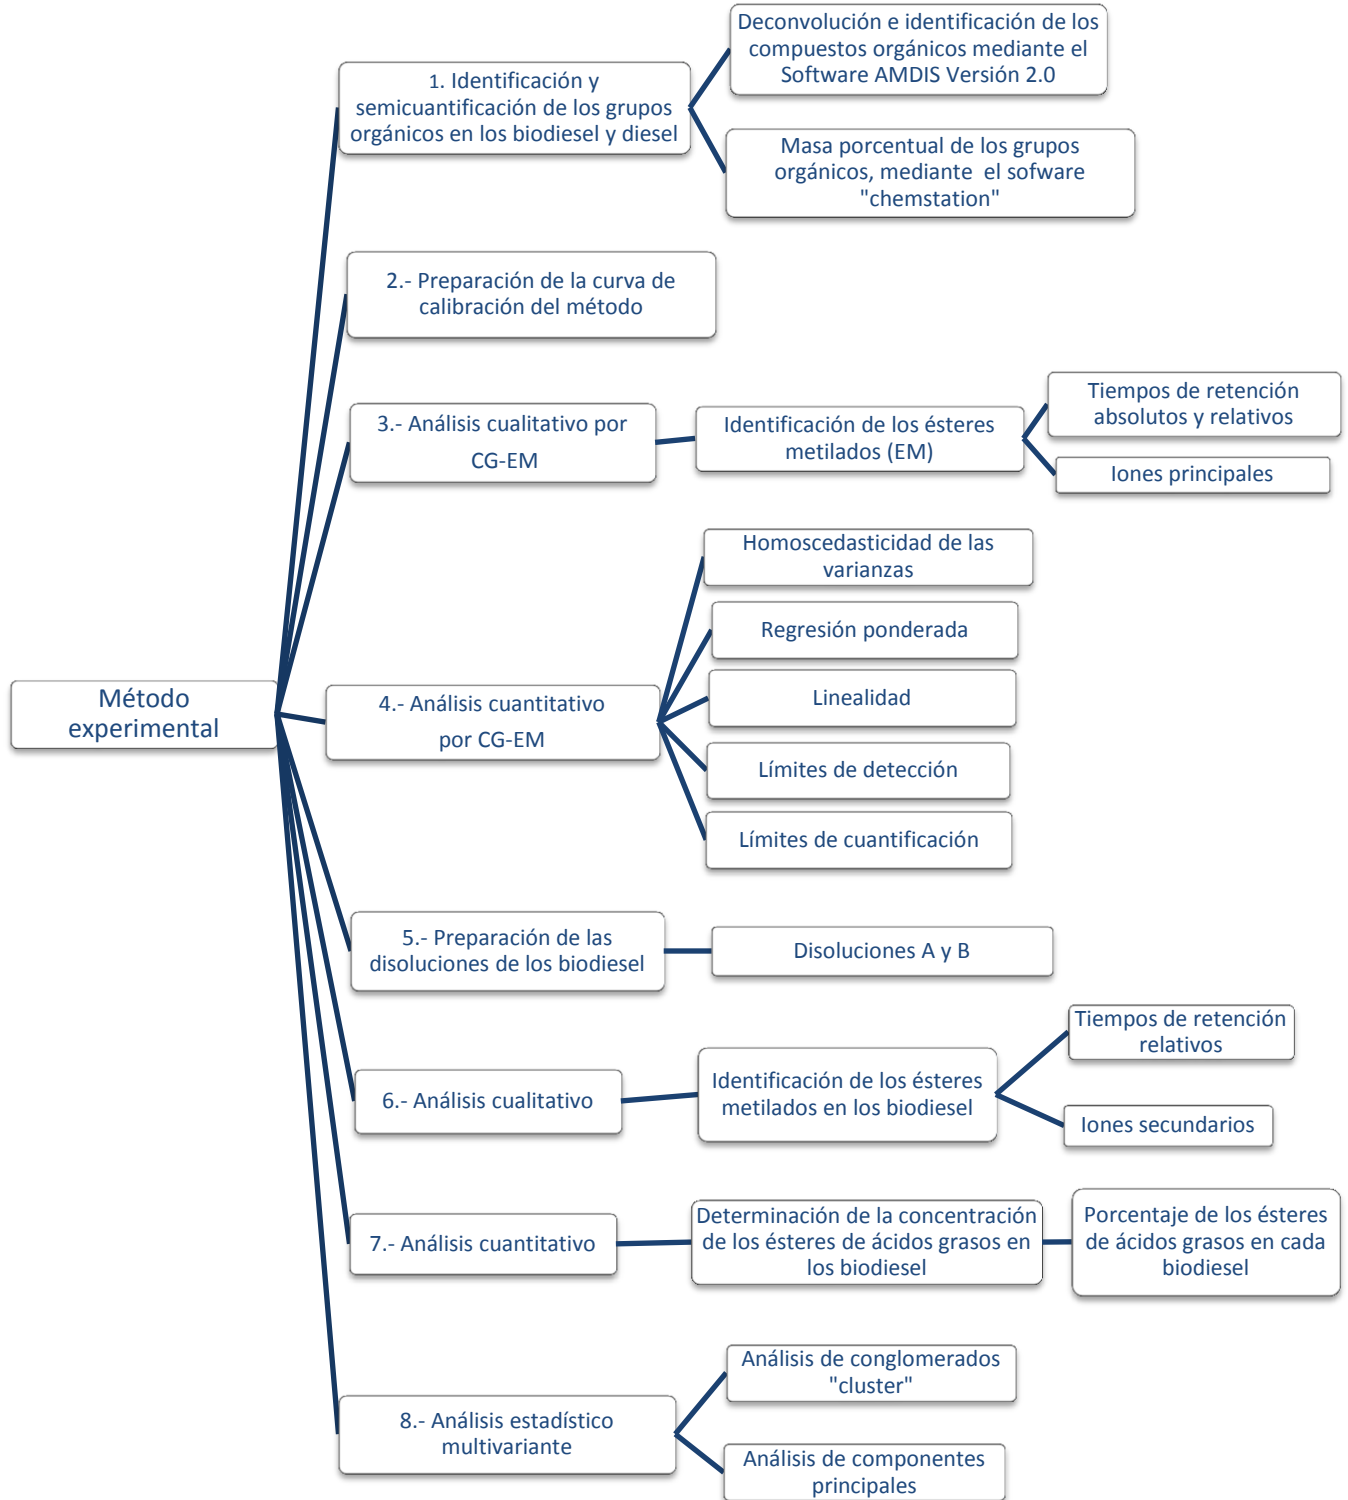 Método
experimental
1. Identificación y
semicuantificación de los grupos
orgánicos en los biodiesel y diesel
Deconvolución e identificación de los
compuestos orgánicos mediante el
Software AMDIS Versión 2.0
Masa porcentual de los grupos
orgánicos, mediante el sofware
"chemstation"
2.- Preparación de la curva de
calibración del método
3.- Análisis cualitativo por
CG-EM
Identificación de los ésteres
metilados (EM)
Tiempos de retención
absolutos y relativos
Iones principales
4.- Análisis cuantitativo
por CG-EM
Homoscedasticidad de las
varianzas
Regresión ponderada
Linealidad
Límites de detección
Límites de cuantificación
5.- Preparación de las
disoluciones de los biodiesel
Disoluciones A y B
6.- Análisis cualitativo
Identificación de los ésteres
metilados en los biodiesel
Tiempos de retención
relativos
Iones secundarios
7.- Análisis cuantitativo
Determinación de la concentración
de los ésteres de ácidos grasos en
los biodiesel
Porcentaje de los ésteres
de ácidos grasos en cada
biodiesel
8.- Análisis estadístico
multivariante
Análisis de conglomerados
"cluster"
Análisis de componentes
principales